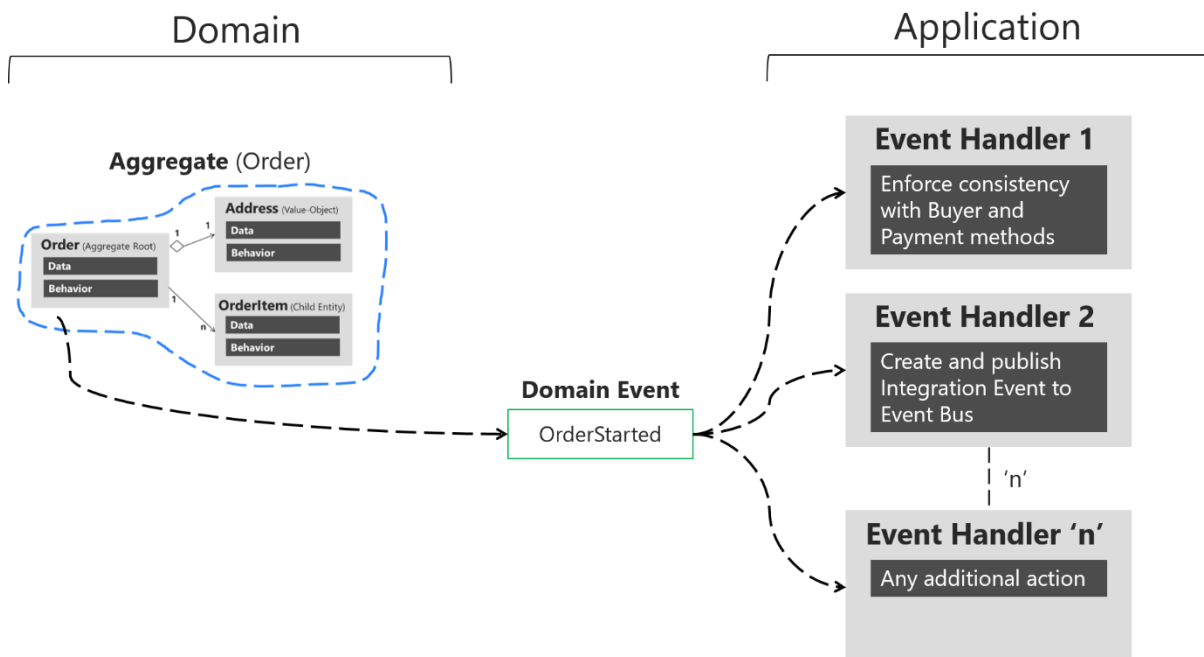 Domain
Application
Aggregate (Order)
Address (Value-Object)
Data
Behavior
1
1
Order (Aggregate Root)
Data
Behavior
1
n
OrderItem (Child Entity)
Data
Behavior
Domain Event
OrderStarted
Event Handler 1
Enforce consistency
with Buyer and
Payment methods
Event Handler 2
Create and publish
Integration Event to
Event Bus
‘n’
Event Handler ‘n’
Any additional action